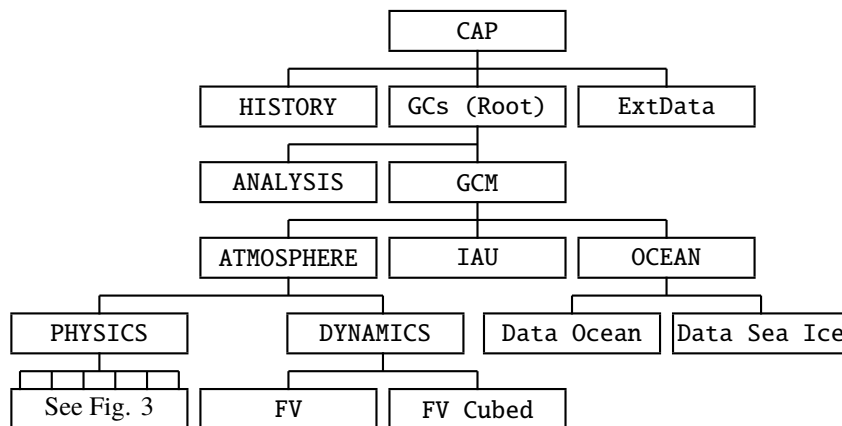 CAP
HISTORY
GCs (Root)
ExtData
ANALYSIS
GCM
ATMOSPHERE
IAU
OCEAN
PHYSICS
DYNAMICS
Data Ocean
Data Sea Ice
See Fig. 3
FV
FV Cubed